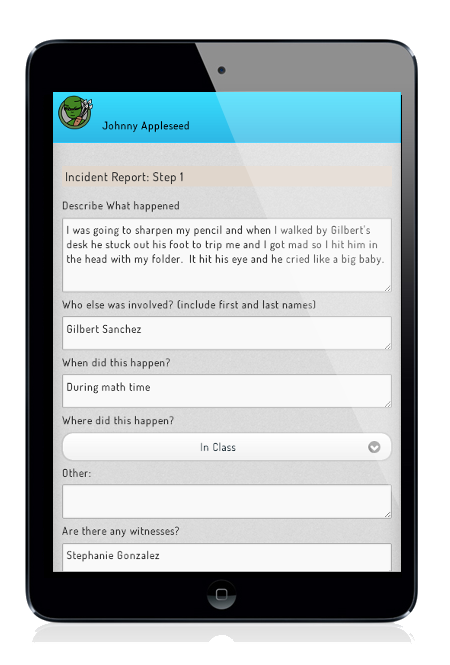 Johnny Appleseed
Incident Report: Step 1
Describe What happened
I was going to sharpen my pencil and when I walked by Gilbert's
desk he stuck out his foot to trip me and I got mad so I hit him in
the head with my folder.  It hit his eye and he cried like a big baby.
Who else was involved? (include first and last names)
Gilbert Sanchez
When did this happen?
During math time
Where did this happen?
In Class
Other:
Are there any witnesses?
Stephanie Gonzalez